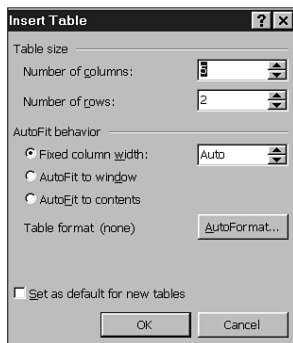 Insert Table
? ×
Table size
Number of columns: 5
Number of rows: 2
AutoFit behavior
Fixed column width: Auto
AutoFit to window
AutoFit to contents
Table format (none) AutoFormat...
Set as default for new tables
OK Cancel